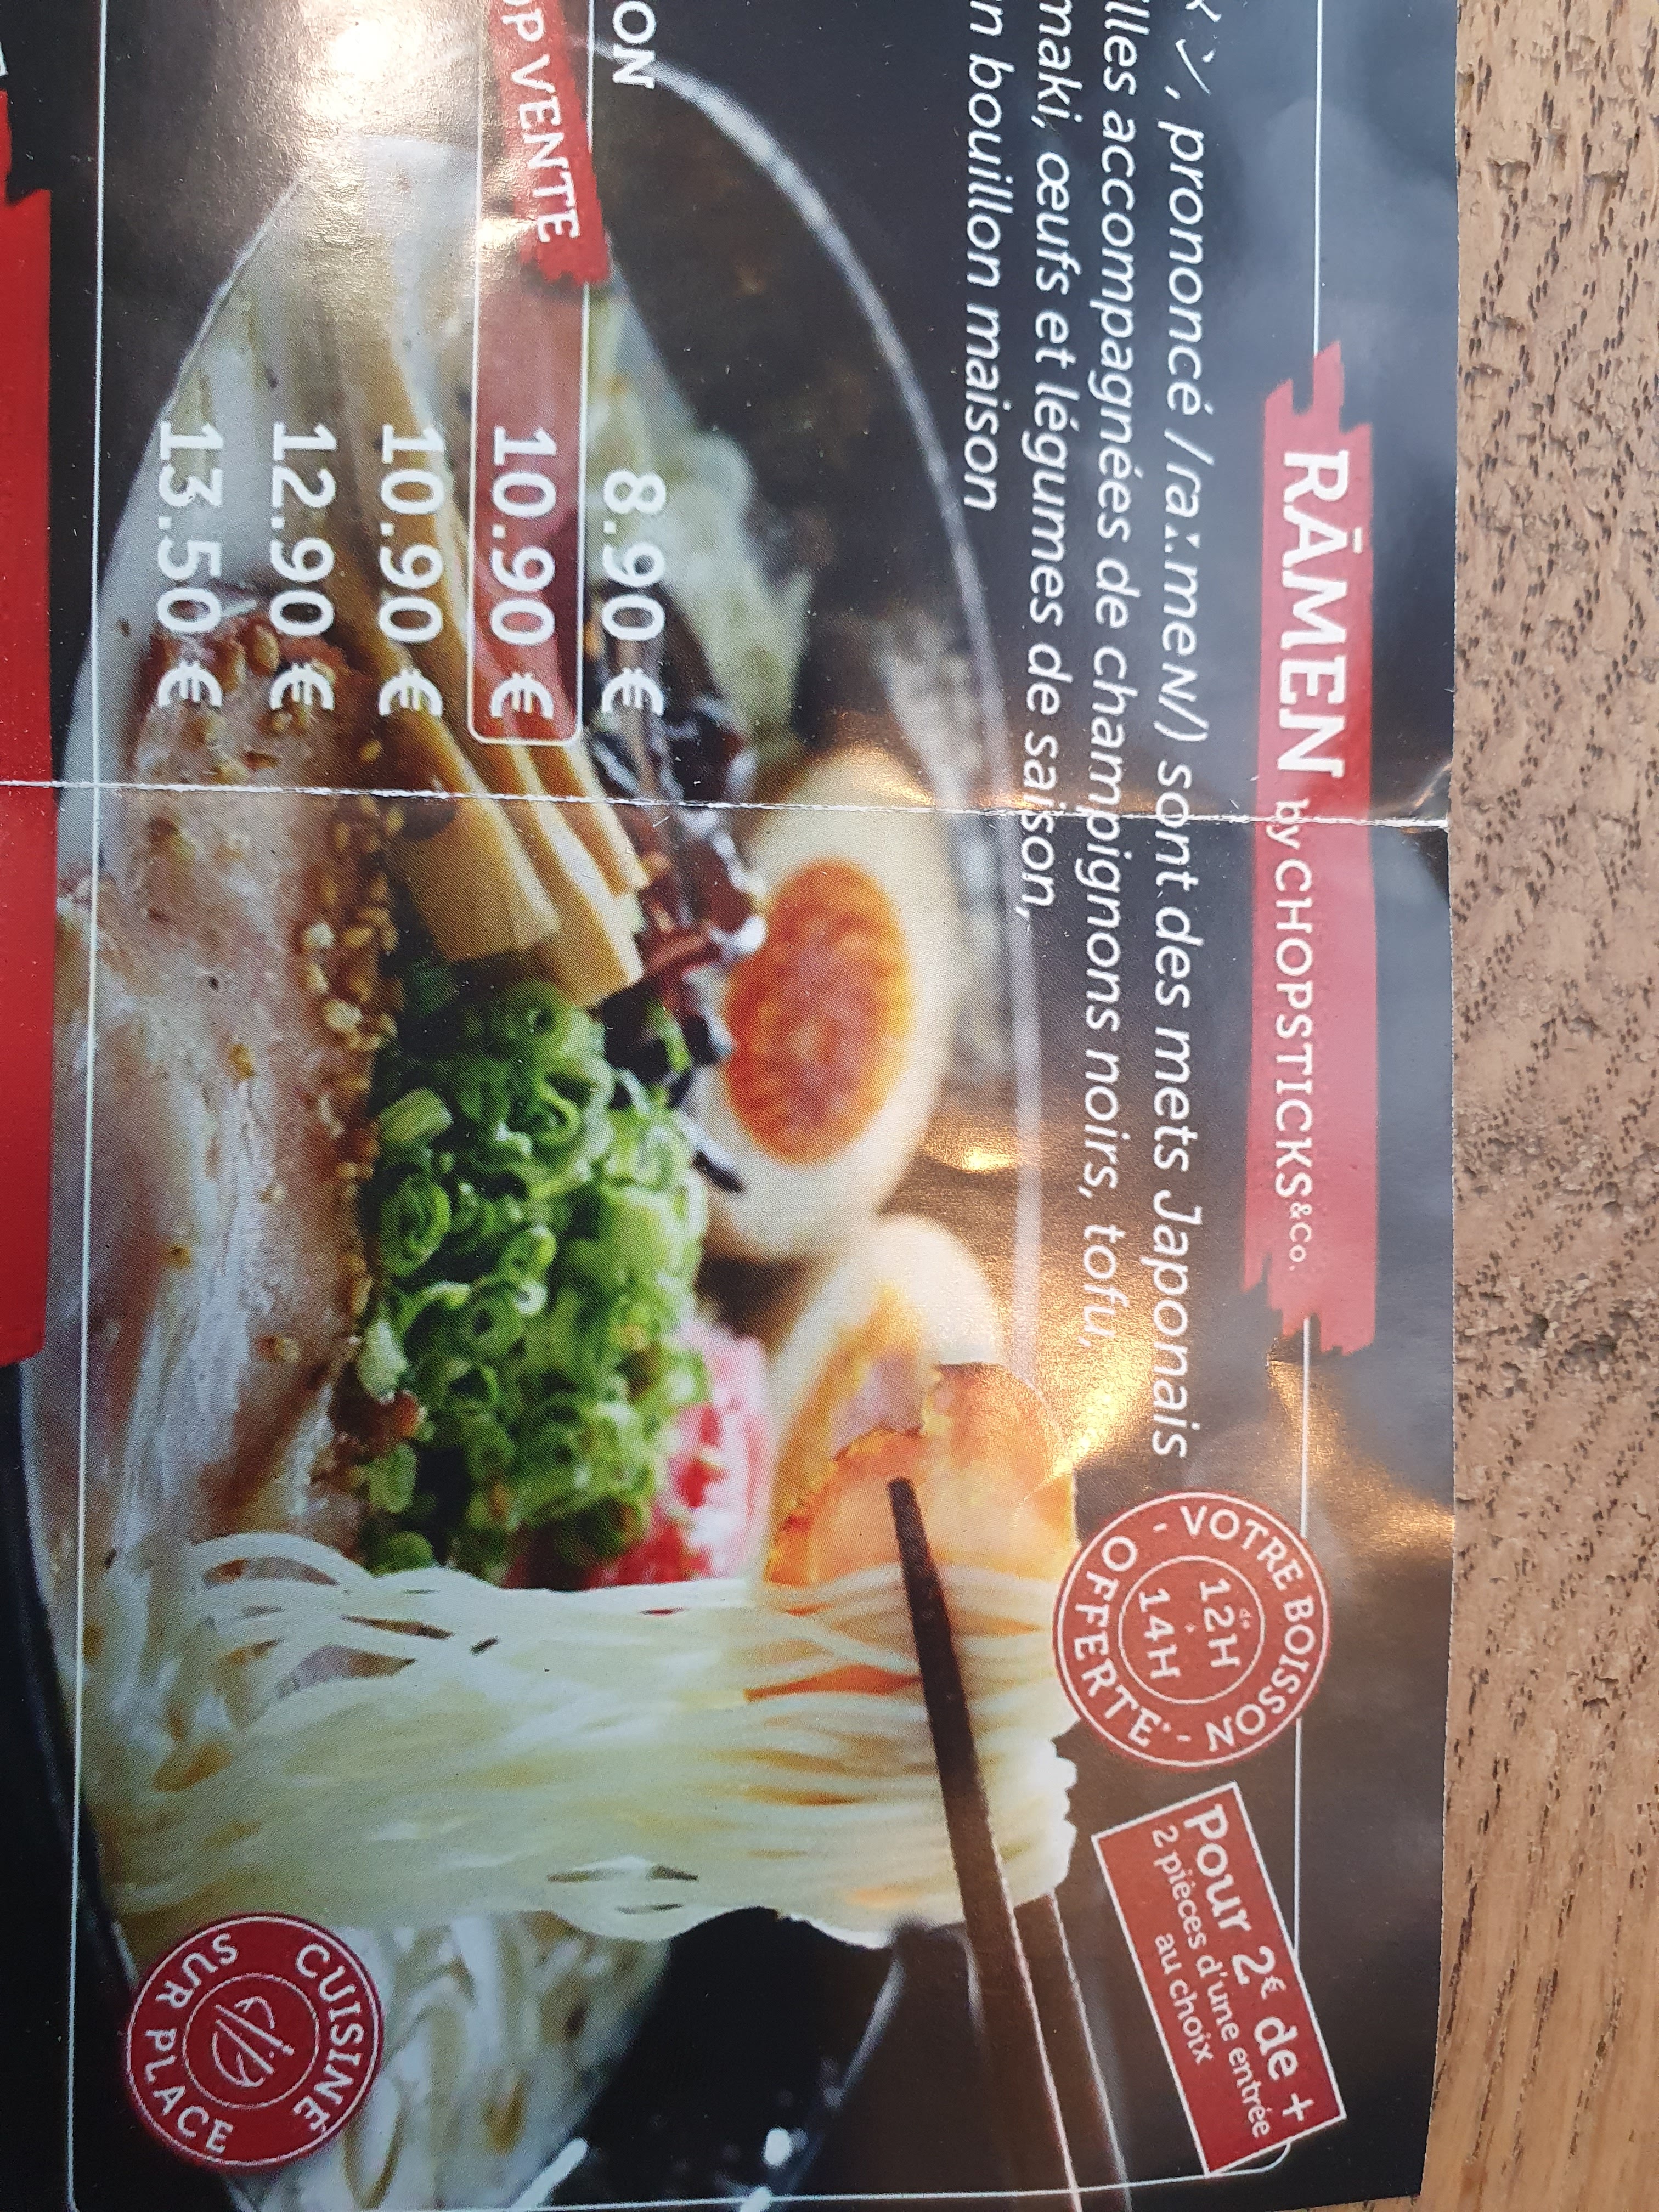 RĀMEN by CHOPSTICKS & Co.
, prononcé /ra:.meN/) sont des mets Japonais
accompagnées de champignons noirs, tofu,
maki, œufs et légumes de saison,
bouillon maison
VOTRE BOISSON
de
12H
à
14H
- OFFERTE* -
Pour 2€ de +
2 pièces d'une entrée
au choix
8.90 €
VENTE
10.90 €
10.90 €
12.90 €
13.50 €
CUISINE
SUR PLACE